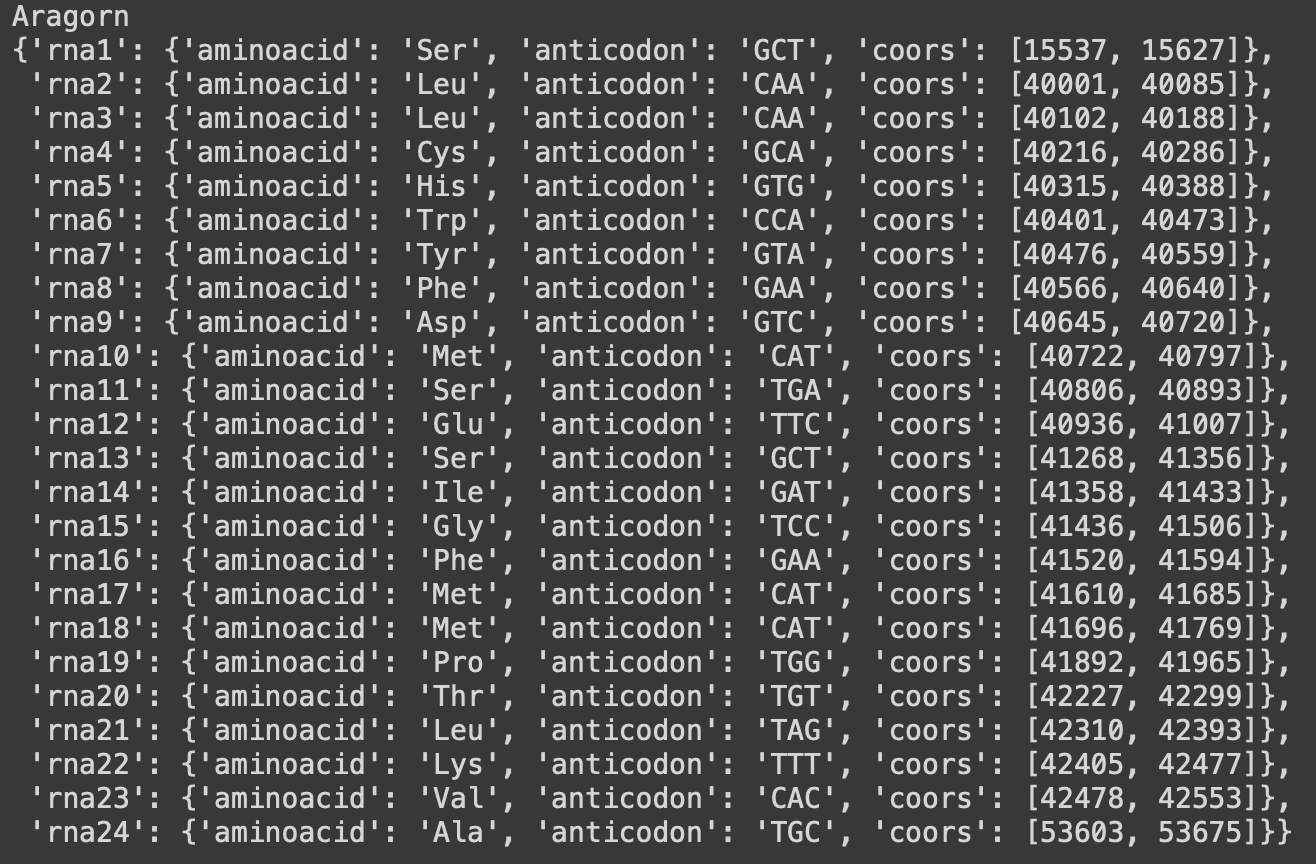 Aragorn
{'rna1': {'aminoacid': 'Ser', 'anticodon': 'GCT', 'coors': [15537, 15627]},
 'rna2': {'aminoacid': 'Leu', 'anticodon': 'CAA', 'coors': [40001, 40085]},
 'rna3': {'aminoacid': 'Leu', 'anticodon': 'CAA', 'coors': [40102, 40188]},
 'rna4': {'aminoacid': 'Cys', 'anticodon': 'GCA', 'coors': [40216, 40286]},
 'rna5': {'aminoacid': 'His', 'anticodon': 'GTG', 'coors': [40315, 40388]},
 'rna6': {'aminoacid': 'Trp', 'anticodon': 'CCA', 'coors': [40401, 40473]},
 'rna7': {'aminoacid': 'Tyr', 'anticodon': 'GTA', 'coors': [40476, 40559]},
 'rna8': {'aminoacid': 'Phe', 'anticodon': 'GAA', 'coors': [40566, 40640]},
 'rna9': {'aminoacid': 'Asp', 'anticodon': 'GTC', 'coors': [40645, 40720]},
 'rna10': {'aminoacid': 'Met', 'anticodon': 'CAT', 'coors': [40722, 40797]},
 'rna11': {'aminoacid': 'Ser', 'anticodon': 'TGA', 'coors': [40806, 40893]},
 'rna12': {'aminoacid': 'Glu', 'anticodon': 'TTC', 'coors': [40936, 41007]},
 'rna13': {'aminoacid': 'Ser', 'anticodon': 'GCT', 'coors': [41268, 41356]},
 'rna14': {'aminoacid': 'Ile', 'anticodon': 'GAT', 'coors': [41358, 41433]},
 'rna15': {'aminoacid': 'Gly', 'anticodon': 'TCC', 'coors': [41436, 41506]},
 'rna16': {'aminoacid': 'Phe', 'anticodon': 'GAA', 'coors': [41520, 41594]},
 'rna17': {'aminoacid': 'Met', 'anticodon': 'CAT', 'coors': [41610, 41685]},
 'rna18': {'aminoacid': 'Met', 'anticodon': 'CAT', 'coors': [41696, 41769]},
 'rna19': {'aminoacid': 'Pro', 'anticodon': 'TGG', 'coors': [41892, 41965]},
 'rna20': {'aminoacid': 'Thr', 'anticodon': 'TGT', 'coors': [42227, 42299]},
 'rna21': {'aminoacid': 'Leu', 'anticodon': 'TAG', 'coors': [42310, 42393]},
 'rna22': {'aminoacid': 'Lys', 'anticodon': 'TTT', 'coors': [42405, 42477]},
 'rna23': {'aminoacid': 'Val', 'anticodon': 'CAC', 'coors': [42478, 42553]},
 'rna24': {'aminoacid': 'Ala', 'anticodon': 'TGC', 'coors': [53603, 53675]}}